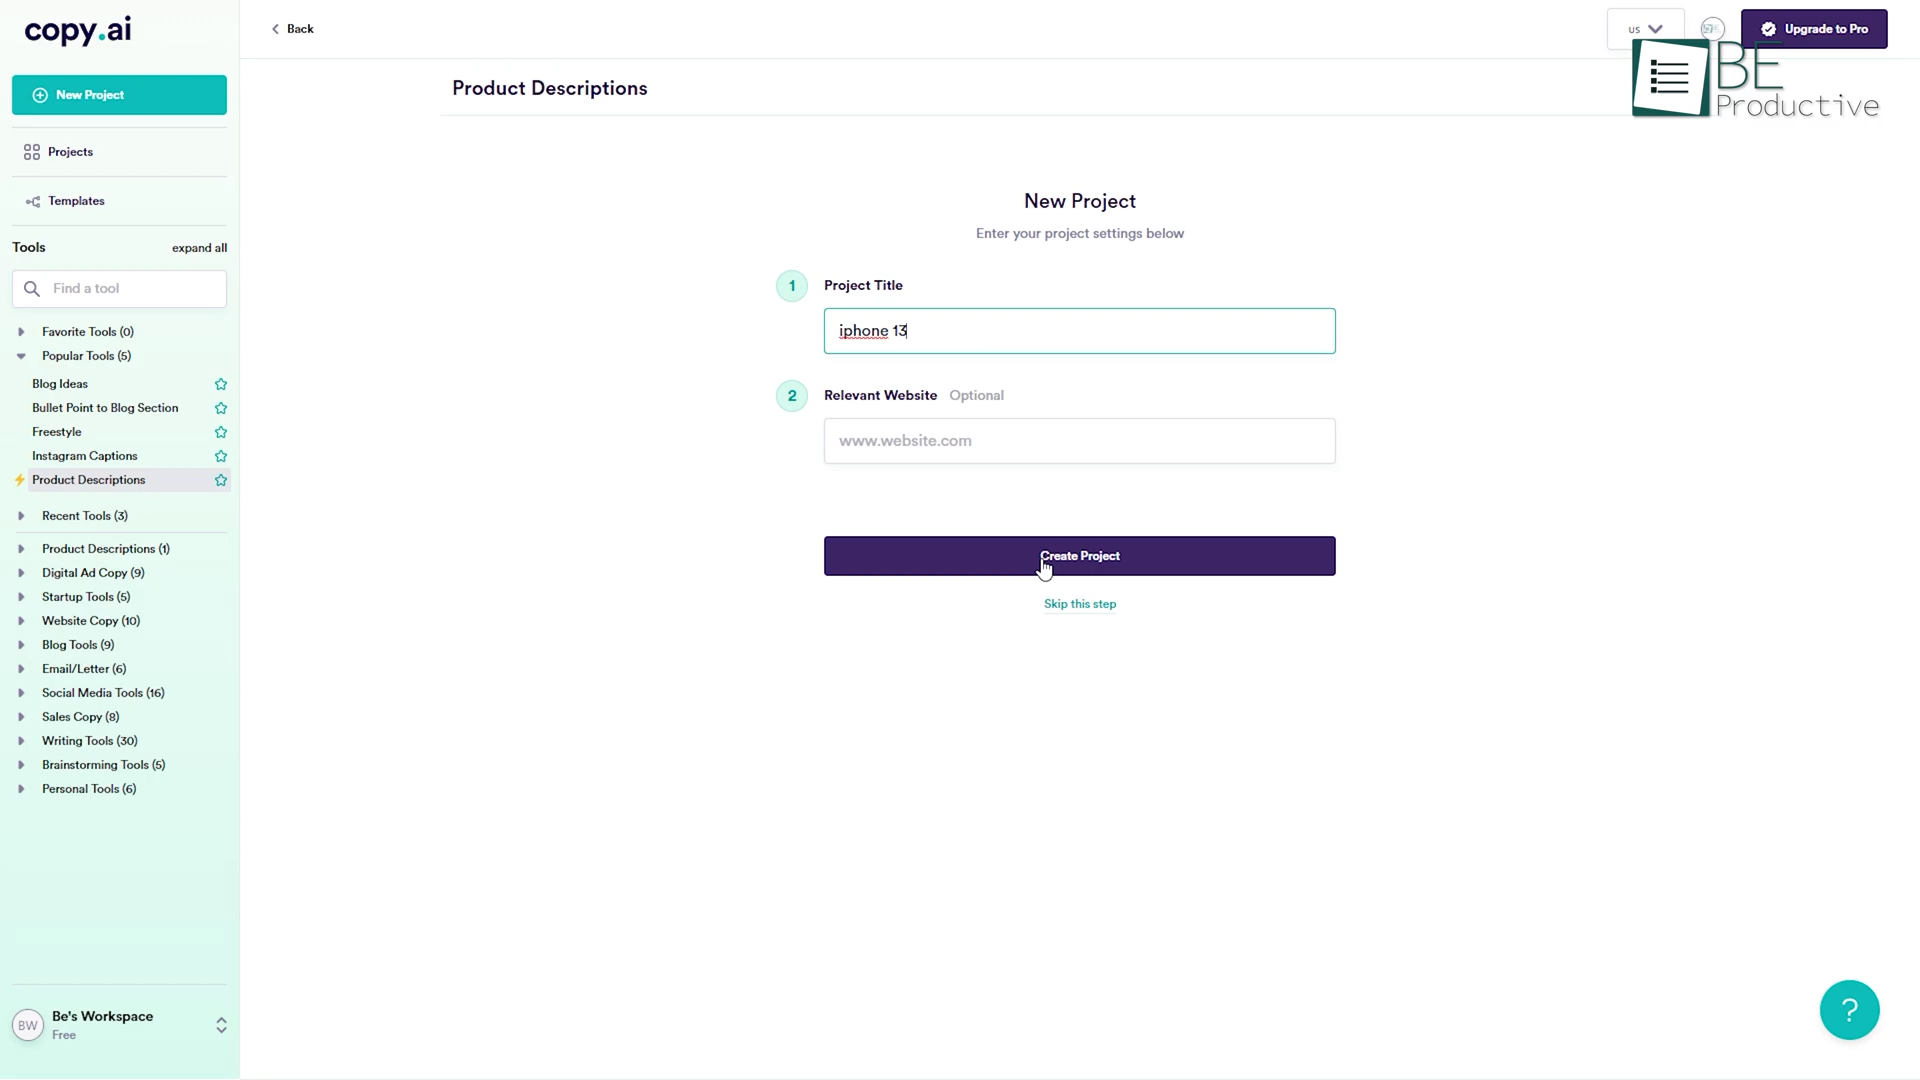 copy.ai
New Project
Projects
Templates
Tools
expand all
Find a tool
Favorite Tools (0)
Popular Tools (5)
Blog Ideas
Bullet Point to Blog Section
Freestyle
Instagram Captions
Product Descriptions
Recent Tools (3)
Product Descriptions (1)
Digital Ad Copy (9)
Startup Tools (5)
Website Copy (10)
Blog Tools (9)
Email/Letter (6)
Social Media Tools (16)
Sales Copy (8)
Writing Tools (30)
Brainstorming Tools (5)
Personal Tools (6)
BW
Be's Workspace
Free
Back
US
Upgrade to Pro
BE
Productive
Product Descriptions
New Project
Enter your project settings below
1 Project Title
iphone 13
2 Relevant Website Optional
www.website.com
Create Project
Skip this step
?